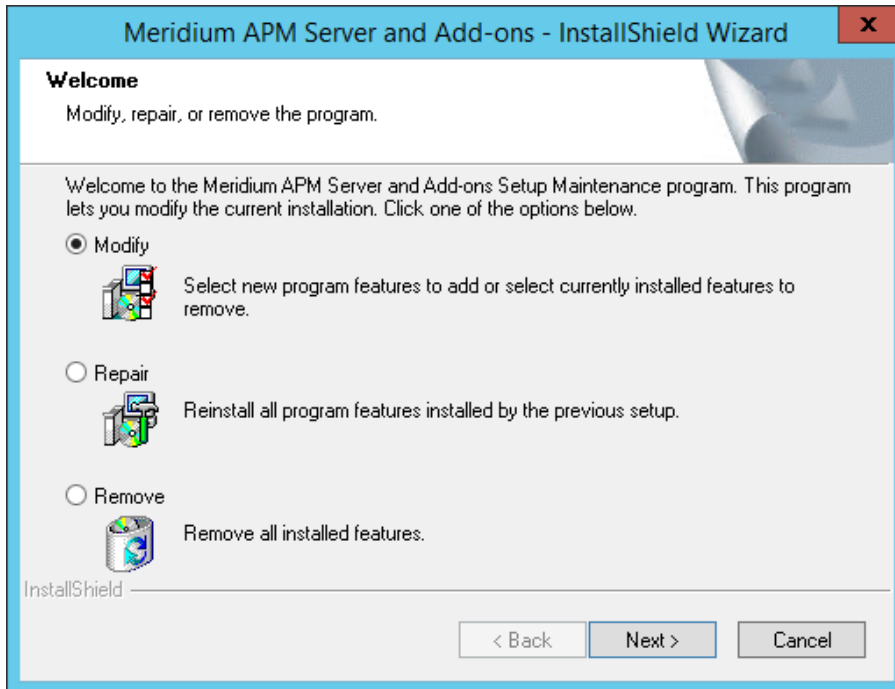 Meridium APM Server and Add-ons - InstallShield Wizard
x
Welcome
Modify, repair, or remove the program.
Welcome to the Meridium APM Server and Add-ons Setup Maintenance program. This program
lets you modify the current installation. Click one of the options below.
Modify
Select new program features to add or select currently installed features to
remove.
Repair
Reinstall all program features installed by the previous setup.
Remove
Remove all installed features.
InstallShield
< Back
Next >
Cancel